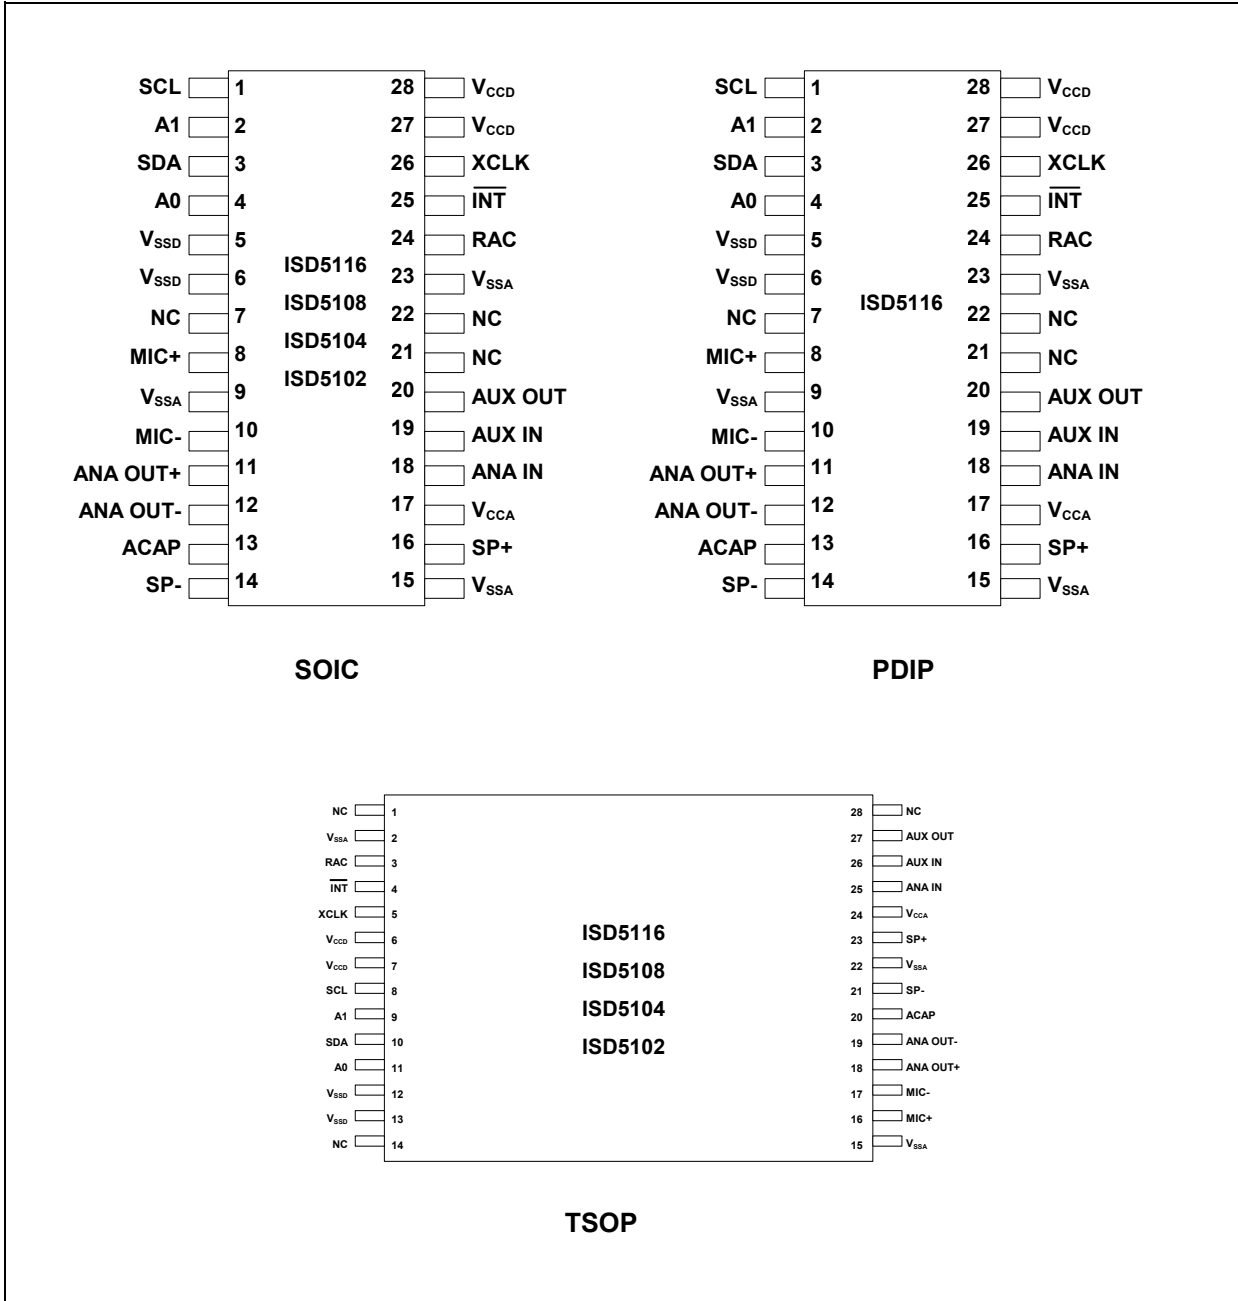 SCL 1 28 VCCD
A1 2 27 VCCD
SDA 3 26 XCLK
A0 4 25 INT
VSSD 5 24 RAC
VSSD 6 23 VSSA
NC 7 22 NC
MIC+ 8 21 NC
VSSA 9 20 AUX OUT
MIC- 10 19 AUX IN
ANA OUT+ 11 18 ANA IN
ANA OUT- 12 17 VCCA
ACAP 13 16 SP+
SP- 14 15 VSSA
ISD5116
ISD5108
ISD5104
ISD5102
SOIC
SCL 1 28 VCCD
A1 2 27 VCCD
SDA 3 26 XCLK
A0 4 25 INT
VSSD 5 24 RAC
VSSD 6 23 VSSA
NC 7 22 NC
MIC+ 8 21 NC
VSSA 9 20 AUX OUT
MIC- 10 19 AUX IN
ANA OUT+ 11 18 ANA IN
ANA OUT- 12 17 VCCA
ACAP 13 16 SP+
SP- 14 15 VSSA
ISD5116
PDIP
NC 1 28 NC
VSSA 2 27 AUX OUT
RAC 3 26 AUX IN
INT 4 25 ANA IN
XCLK 5 24 VCCA
VCCD 6 23 SP+
VCCD 7 22 VSSA
SCL 8 21 SP-
A1 9 20 ACAP
SDA 10 19 ANA OUT-
A0 11 18 ANA OUT+
VSSD 12 17 MIC-
VSSD 13 16 MIC+
NC 14 15 VSSA
ISD5116
ISD5108
ISD5104
ISD5102
TSOP